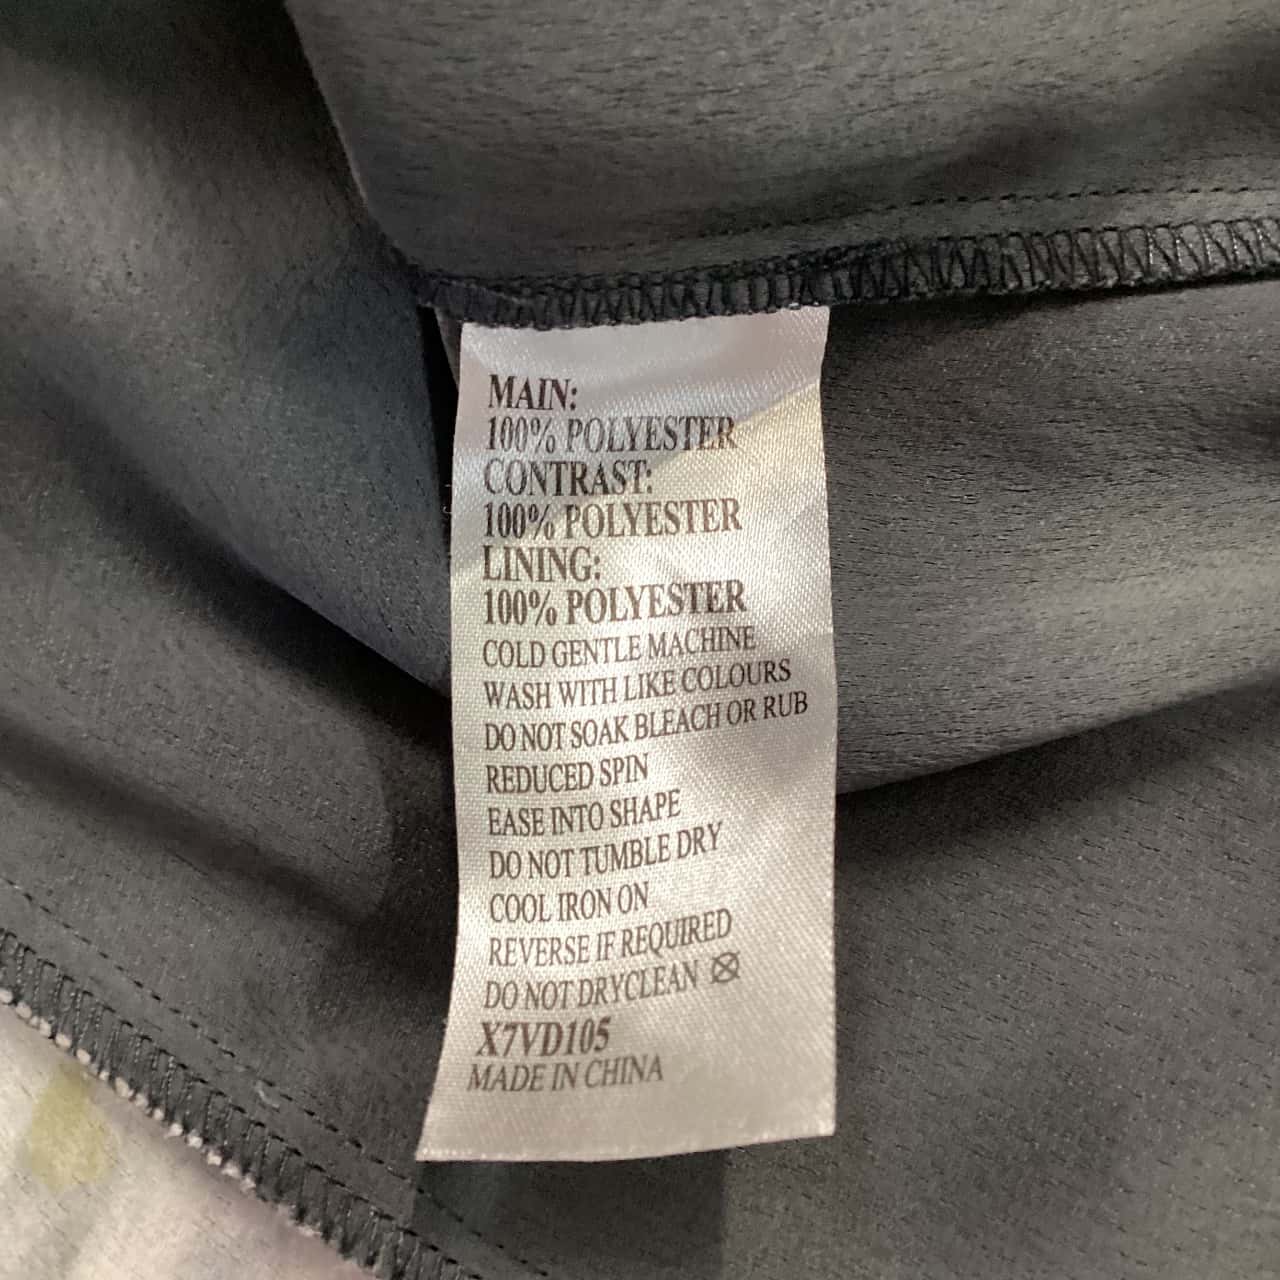 MAIN:
100% POLYESTER
CONTRAST:
100% POLYESTER
LINING:
100% POLYESTER
COLD GENTLE MACHINE
WASH WITH LIKE COLOURS
DO NOT SOAK BLEACH OR RUB
REDUCED SPIN
EASE INTO SHAPE
DO NOT TUMBLE DRY
COOL IRON ON
REVERSE IF REQUIRED
DO NOT DRYCLEAN
X7VD105
MADE IN CHINA